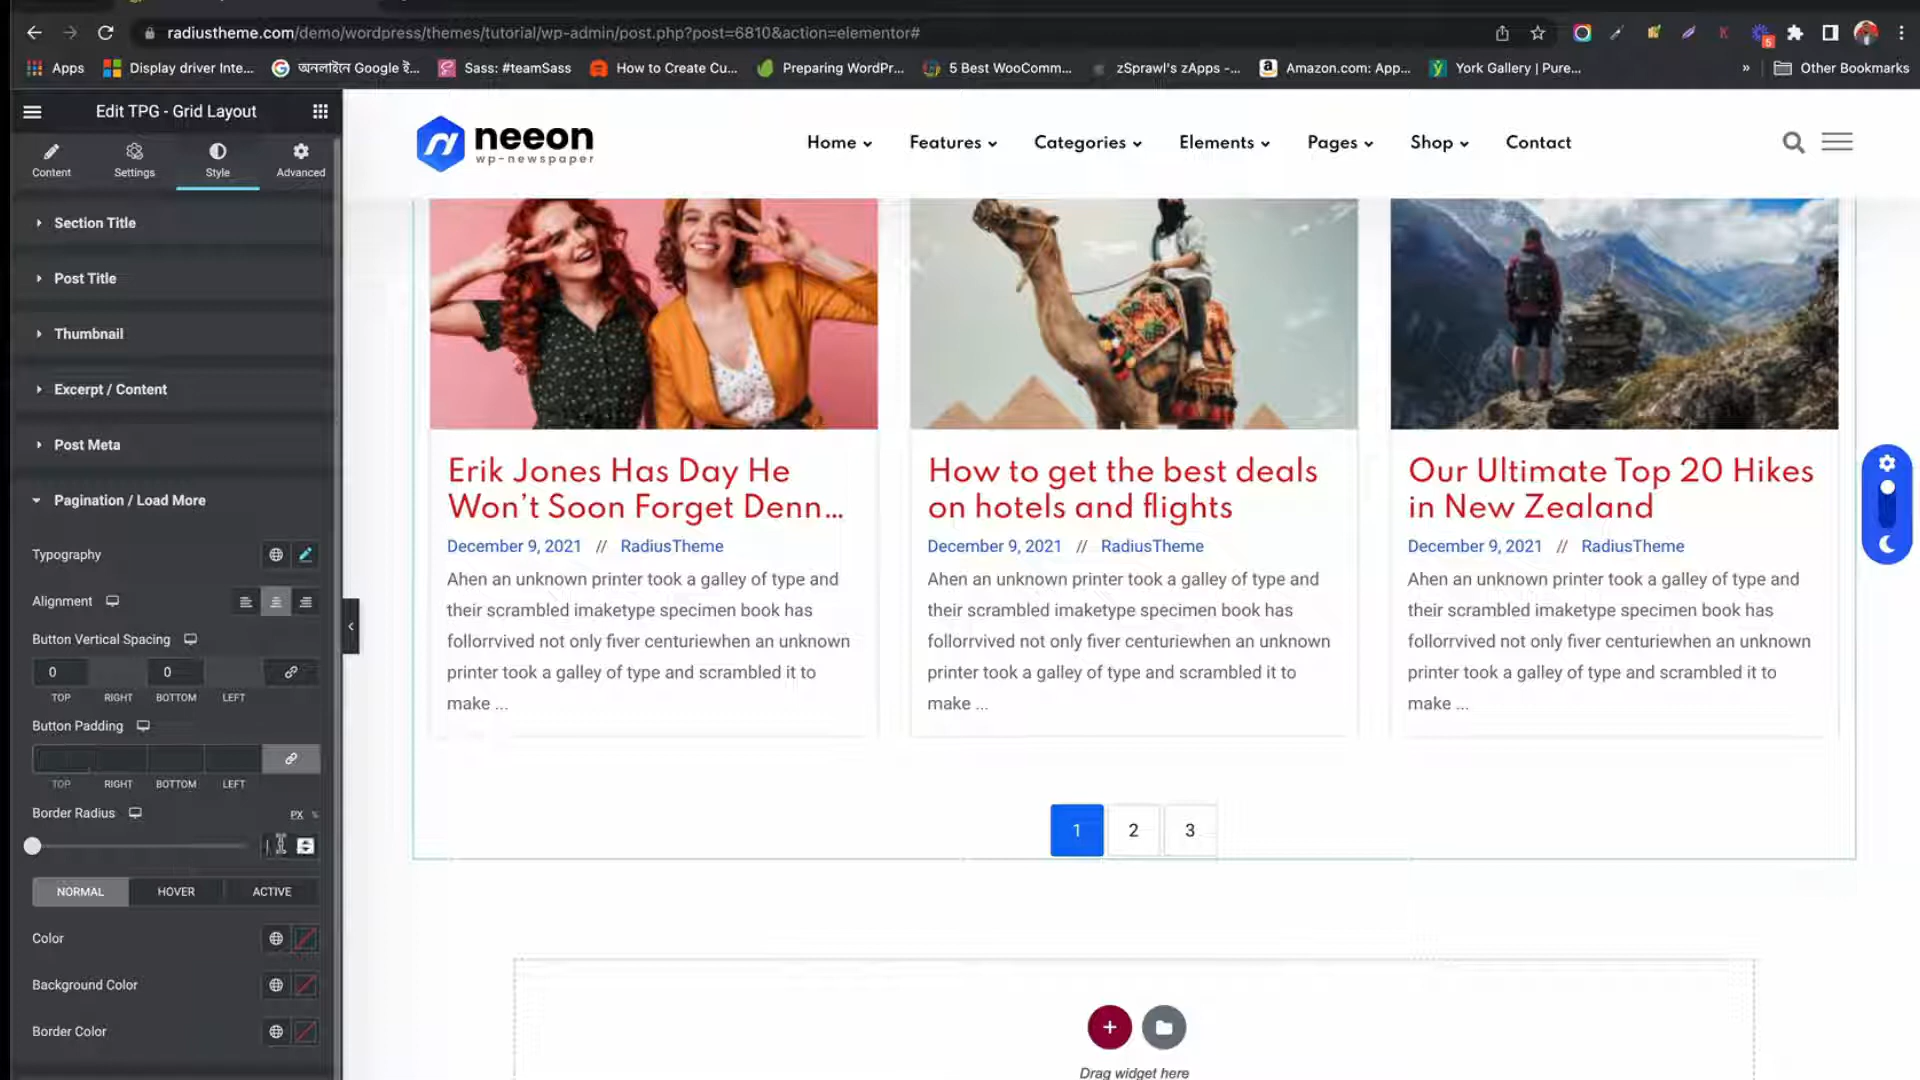 radiustheme.com/demo/wordpress/themes/tutorial/wp-admin/post.php?post=6810&action=elementor#
5
Apps
Display driver Inte...
অনলাইনে Google ই...
Sass: #teamSass
How to Create Cu...
Preparing WordPr...
5 Best WooComm...
zSprawl's zApps -...
Amazon.com: App...
York Gallery | Pure...
»
Other Bookmarks
Edit TPG - Grid Layout
Content
Settings
Style
Advanced
Section Title
Post Title
Thumbnail
Excerpt / Content
Post Meta
Pagination / Load More
Typography
Alignment
Button Vertical Spacing
0
0
TOP RIGHT BOTTOM LEFT
Button Padding
TOP RIGHT BOTTOM LEFT
Border Radius
PX %
NORMAL
HOVER
ACTIVE
Color
Background Color
Border Color
neeon
wp-newspaper
Home
Features
Categories
Elements
Pages
Shop
Contact
Erik Jones Has Day He
Won't Soon Forget Denn...
December 9, 2021 // RadiusTheme
Ahen an unknown printer took a galley of type and
their scrambled imaketype specimen book has
follorrvived not only fiver centuriewhen an unknown
printer took a galley of type and scrambled it to
make ...
How to get the best deals
on hotels and flights
December 9, 2021 // RadiusTheme
Ahen an unknown printer took a galley of type and
their scrambled imaketype specimen book has
follorrvived not only fiver centuriewhen an unknown
printer took a galley of type and scrambled it to
make ...
Our Ultimate Top 20 Hikes
in New Zealand
December 9, 2021 // RadiusTheme
Ahen an unknown printer took a galley of type and
their scrambled imaketype specimen book has
follorrvived not only fiver centuriewhen an unknown
printer took a galley of type and scrambled it to
make ...
1
2
3
Drag widget here